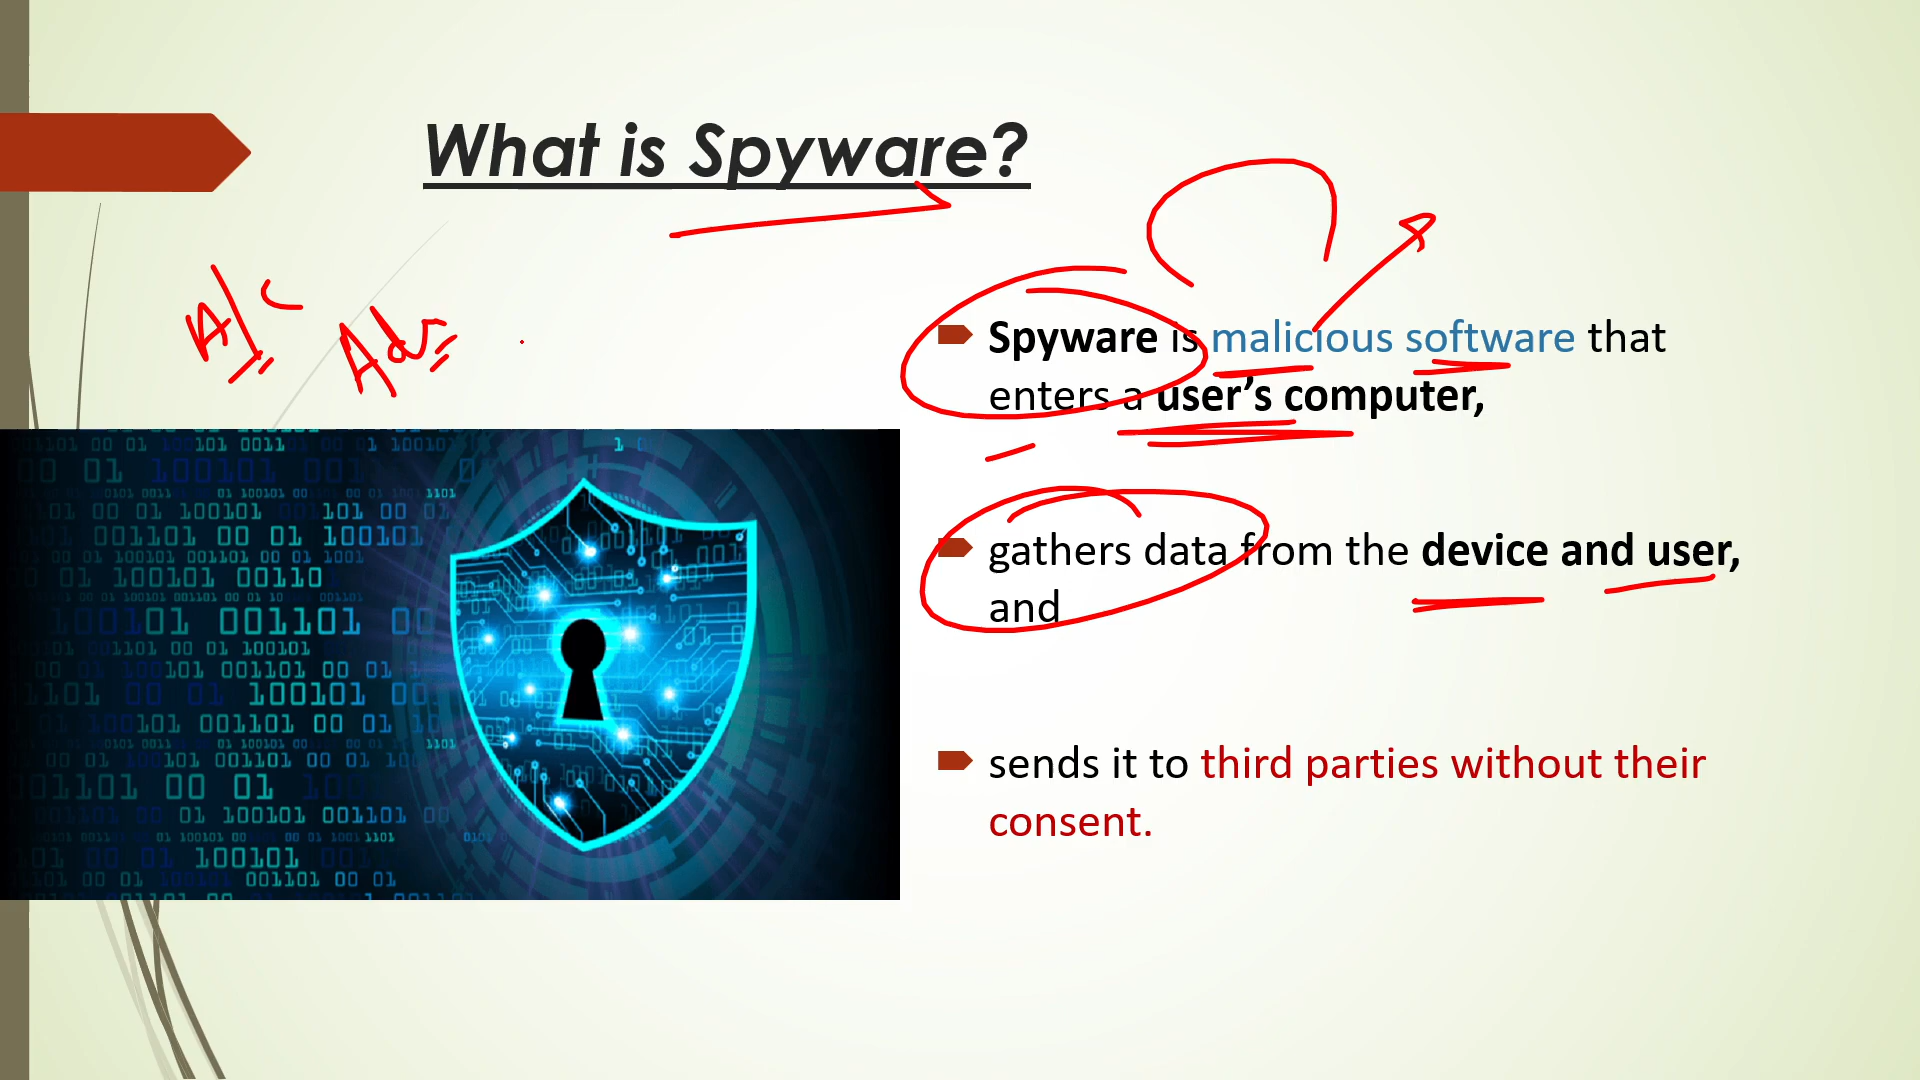 What is Spyware?
A/C
Spyware is malicious software that
enters a user’s computer,
gathers data from the device and user,
and
sends it to third parties without their
consent.